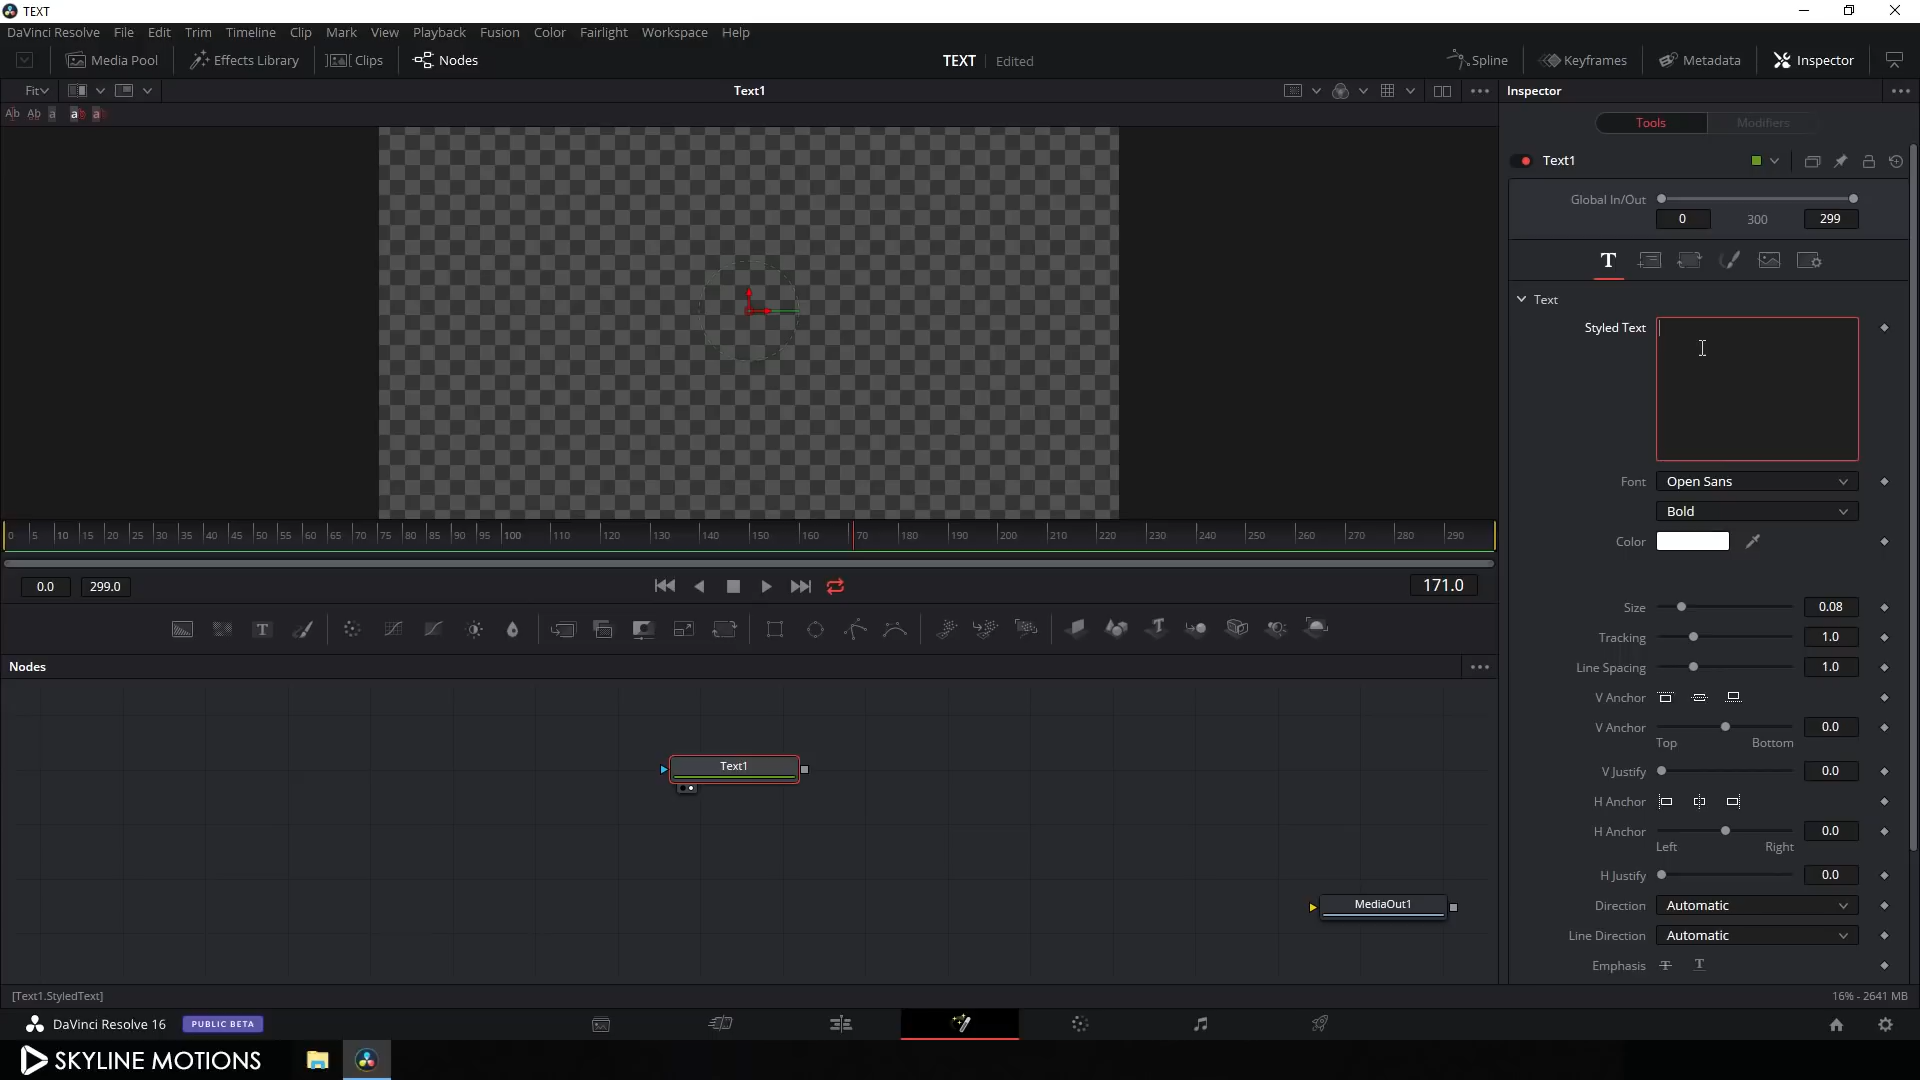 TEXT
DaVinci Resolve File Edit Trim Timeline Clip Mark View Playback Fusion Color Fairlight Workspace Help
Media Pool Effects Library Clips Nodes TEXT Edited Spline Keyframes Metadata Inspector
Fit Text1 Inspector
Tools Modifiers
Text1
Global In/Out
0 300 299
T
Text
Styled Text
Font Open Sans
Bold
Color
0 5 10 15 20 25 30 35 40 45 50 55 60 65 70 75 80 85 90 95 100 110 120 130 140 150 160 70 180 190 200 210 220 230 240 250 260 270 280 290
0.0 299.0 171.0
Size 0.08
Tracking 1.0
Line Spacing 1.0
Nodes
V Anchor
V Anchor 0.0
Top Bottom
Text1
V Justify 0.0
H Anchor
H Anchor 0.0
Left Right
H Justify 0.0
MediaOut1
Direction Automatic
Line Direction Automatic
Emphasis T T
[Text1.StyledText] 16% - 2641 MB
DaVinci Resolve 16 PUBLIC BETA
SKYLINE MOTIONS